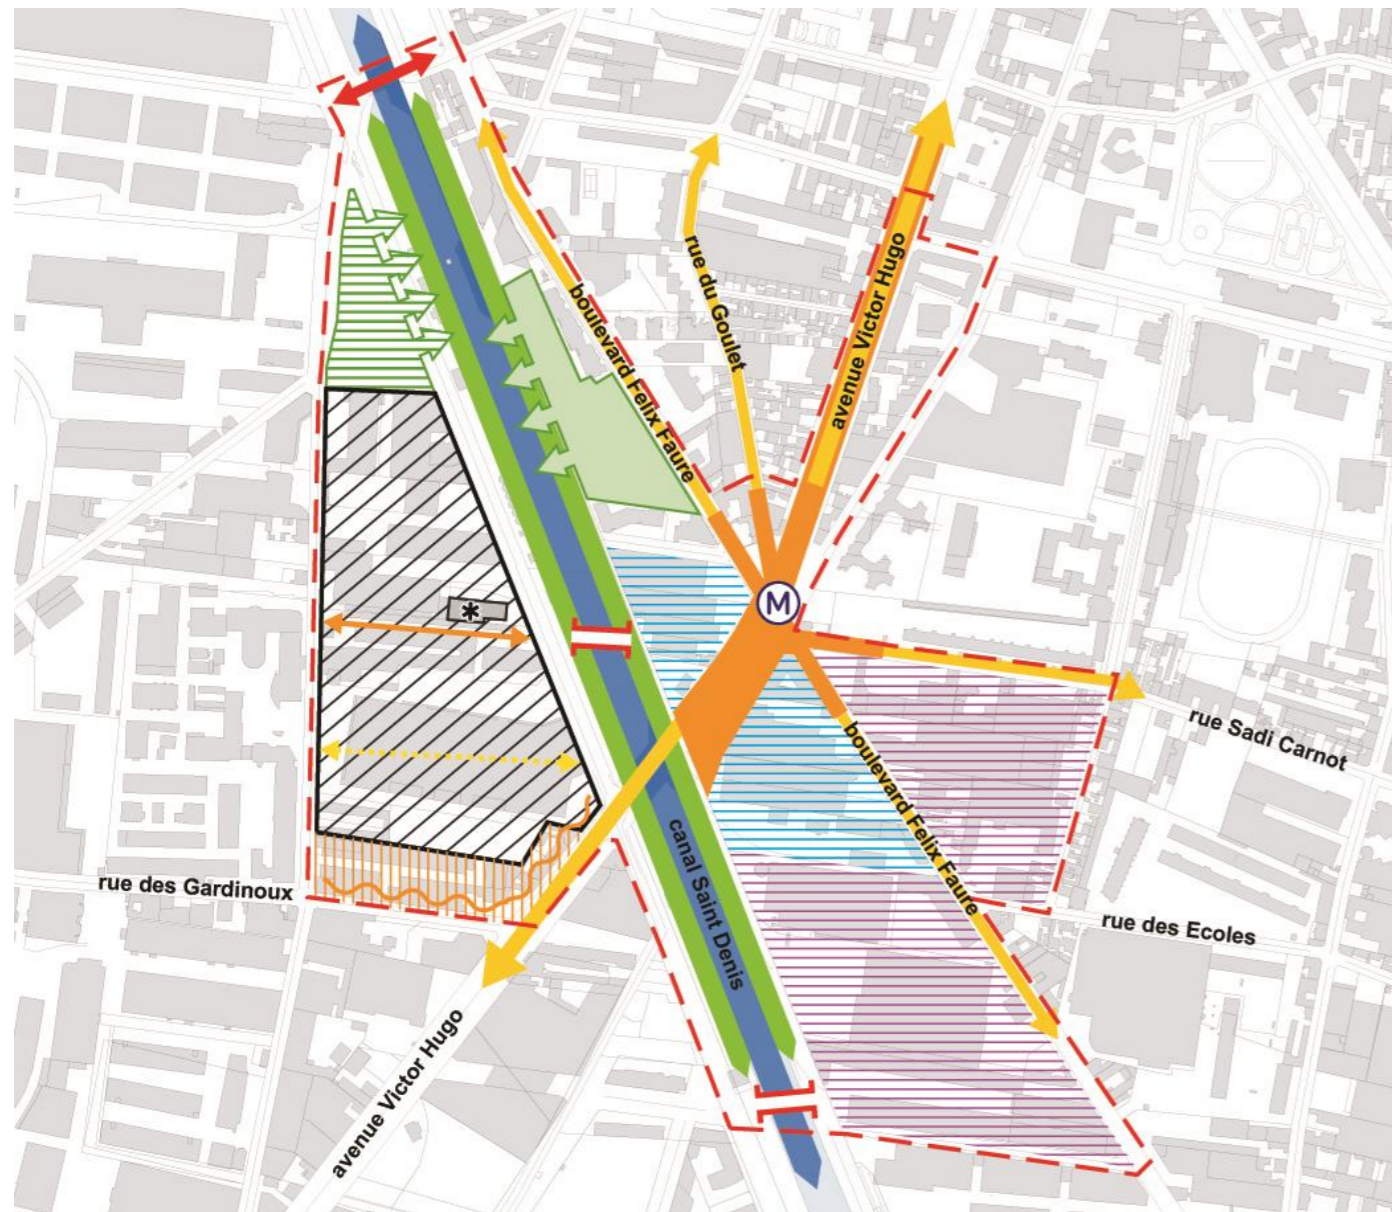 boulevard Felix Faure
rue du Goulet
avenue Victor Hugo
M
*
rue Sadi Carnot
boulevard Felix Faure
canal Saint Denis
rue des Gardinoux
rue des Ecoles
avenue Victor Hugo